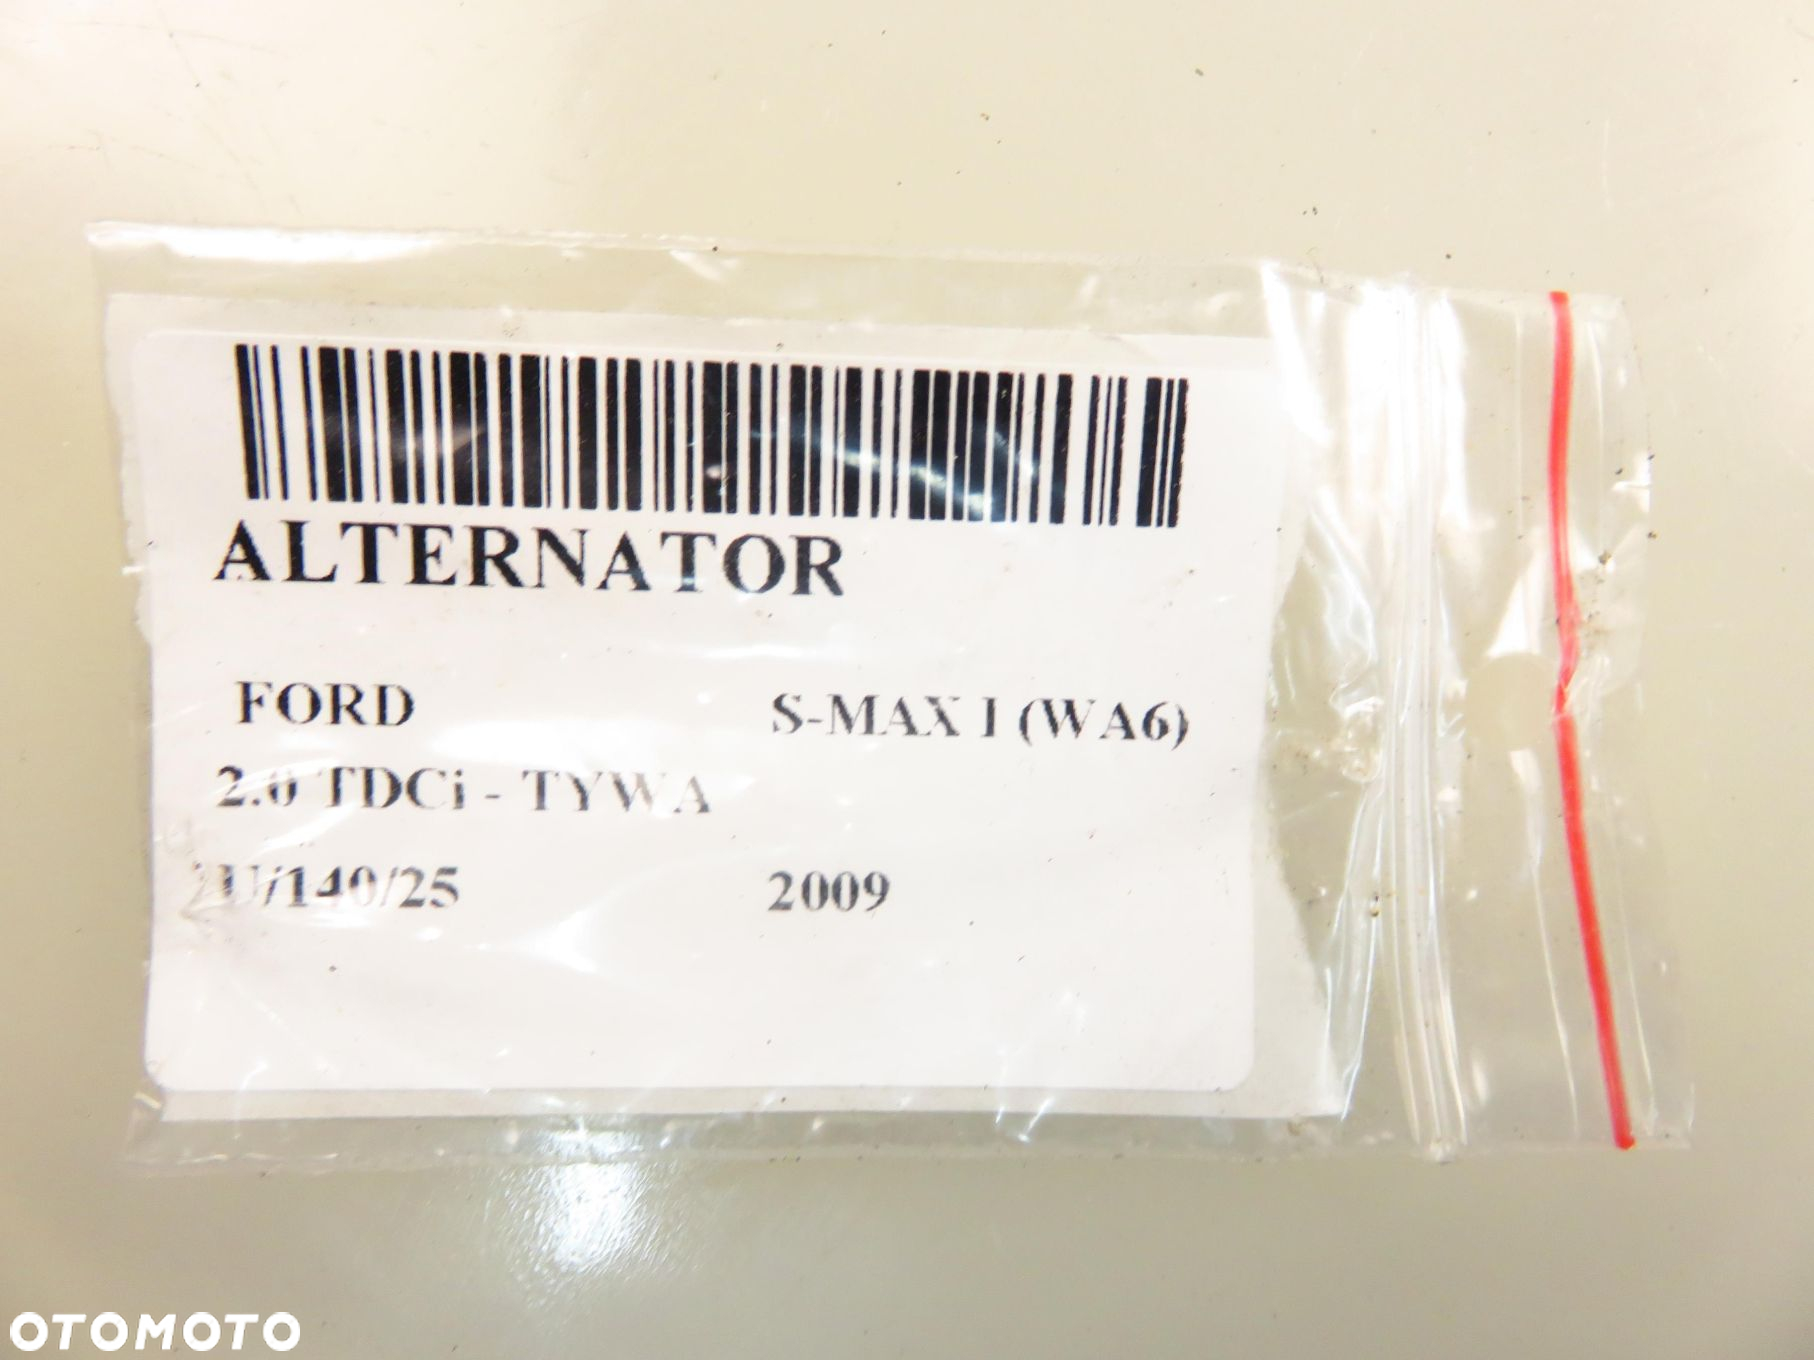 ALTERNATOR
FORD S-MAX I (WA6)
2.0 TDCi - TYWA
2009
OTOMOTO